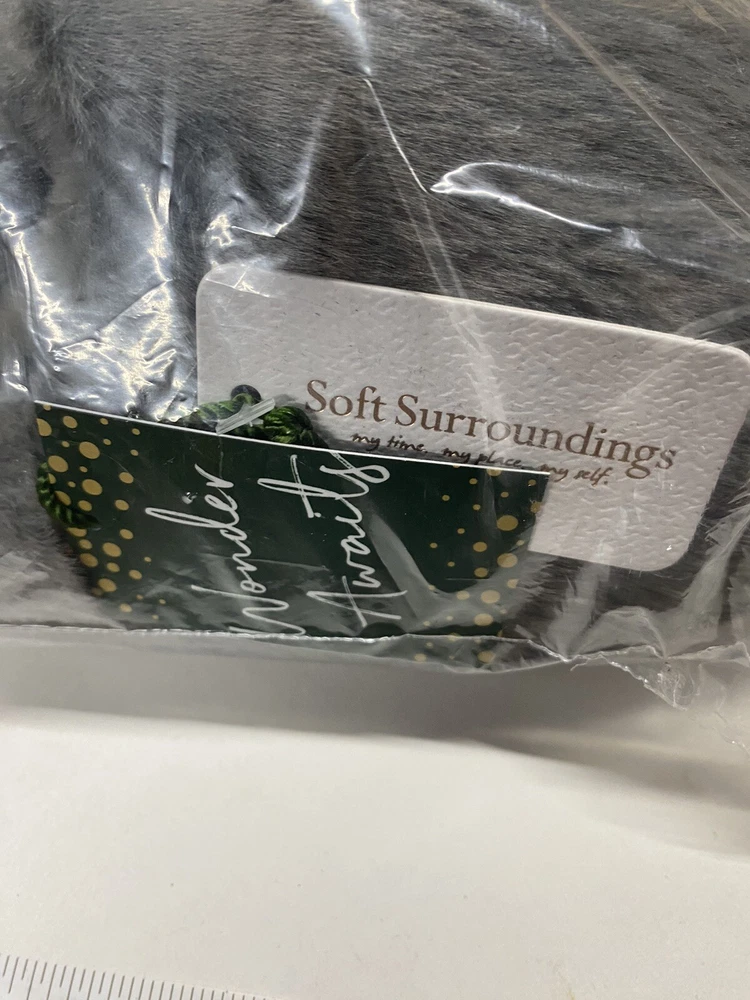 Soft Surroundings
my time, my place, my self.
Wonder
Awaits